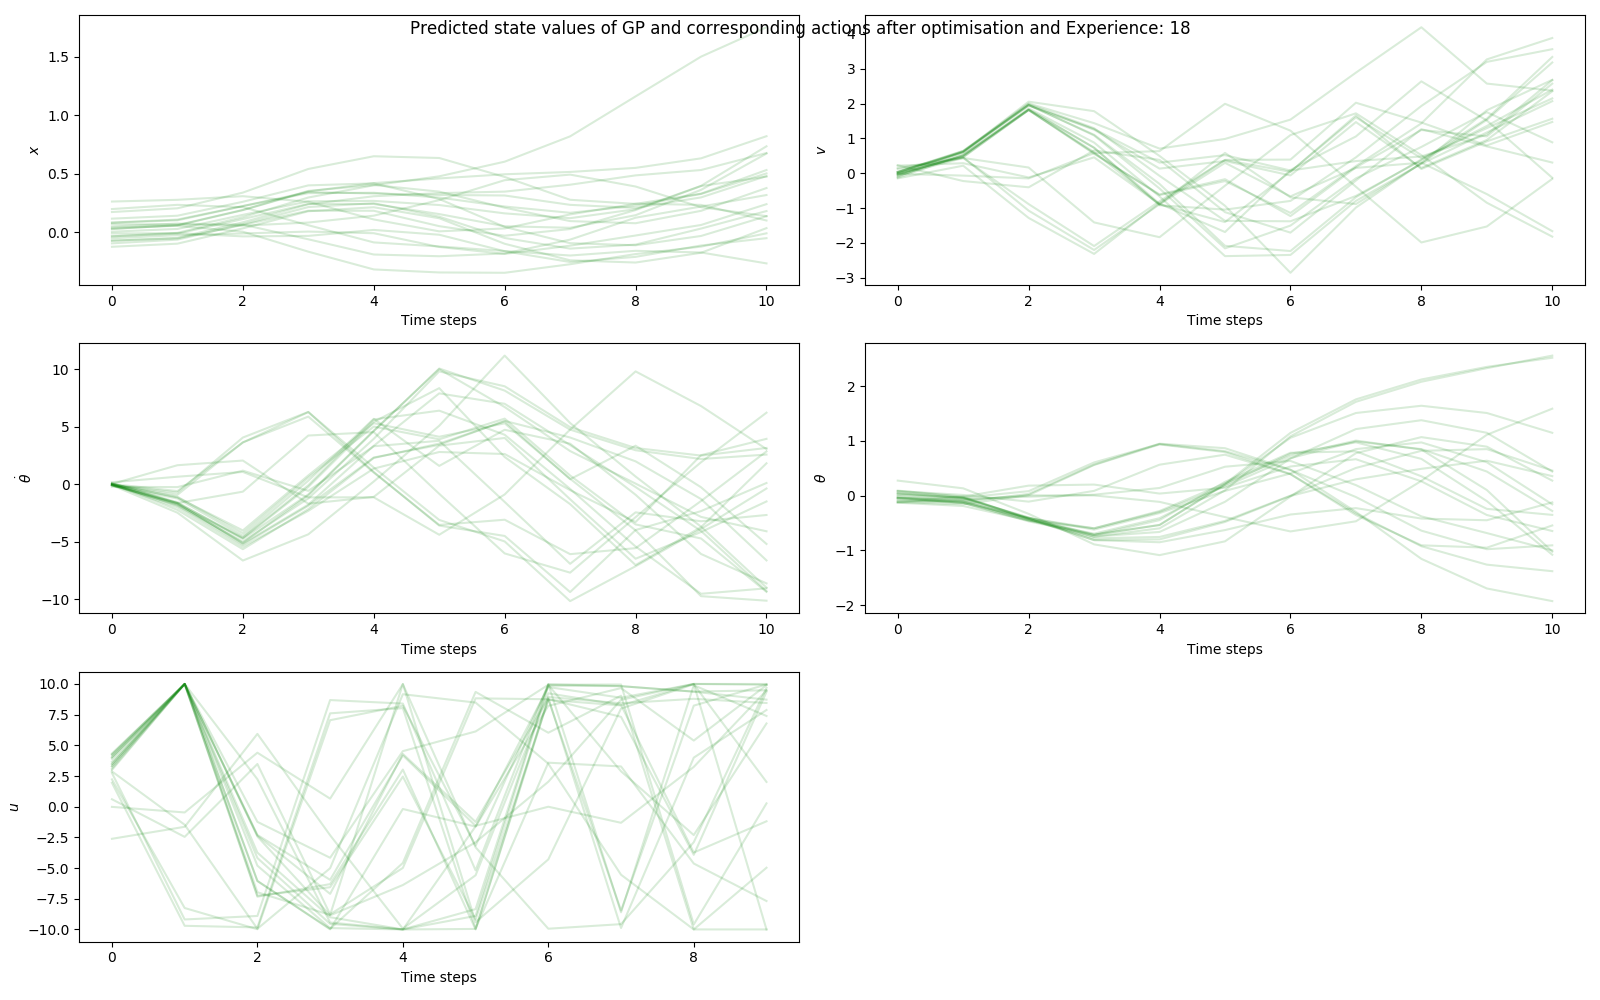 Predicted state values of GP and corresponding actions after optimisation and Experience: 18
1.5
1.0
0.5
0.0
x
0 2 4 6 8 10
Time steps
4
3
2
1
0
−1
−2
−3
v
0 2 4 6 8 10
Time steps
10
5
0
−5
−10
θ̇
0 2 4 6 8 10
Time steps
2
1
0
−1
−2
θ
0 2 4 6 8 10
Time steps
10.0
7.5
5.0
2.5
0.0
−2.5
−5.0
−7.5
−10.0
u
0 2 4 6 8
Time steps